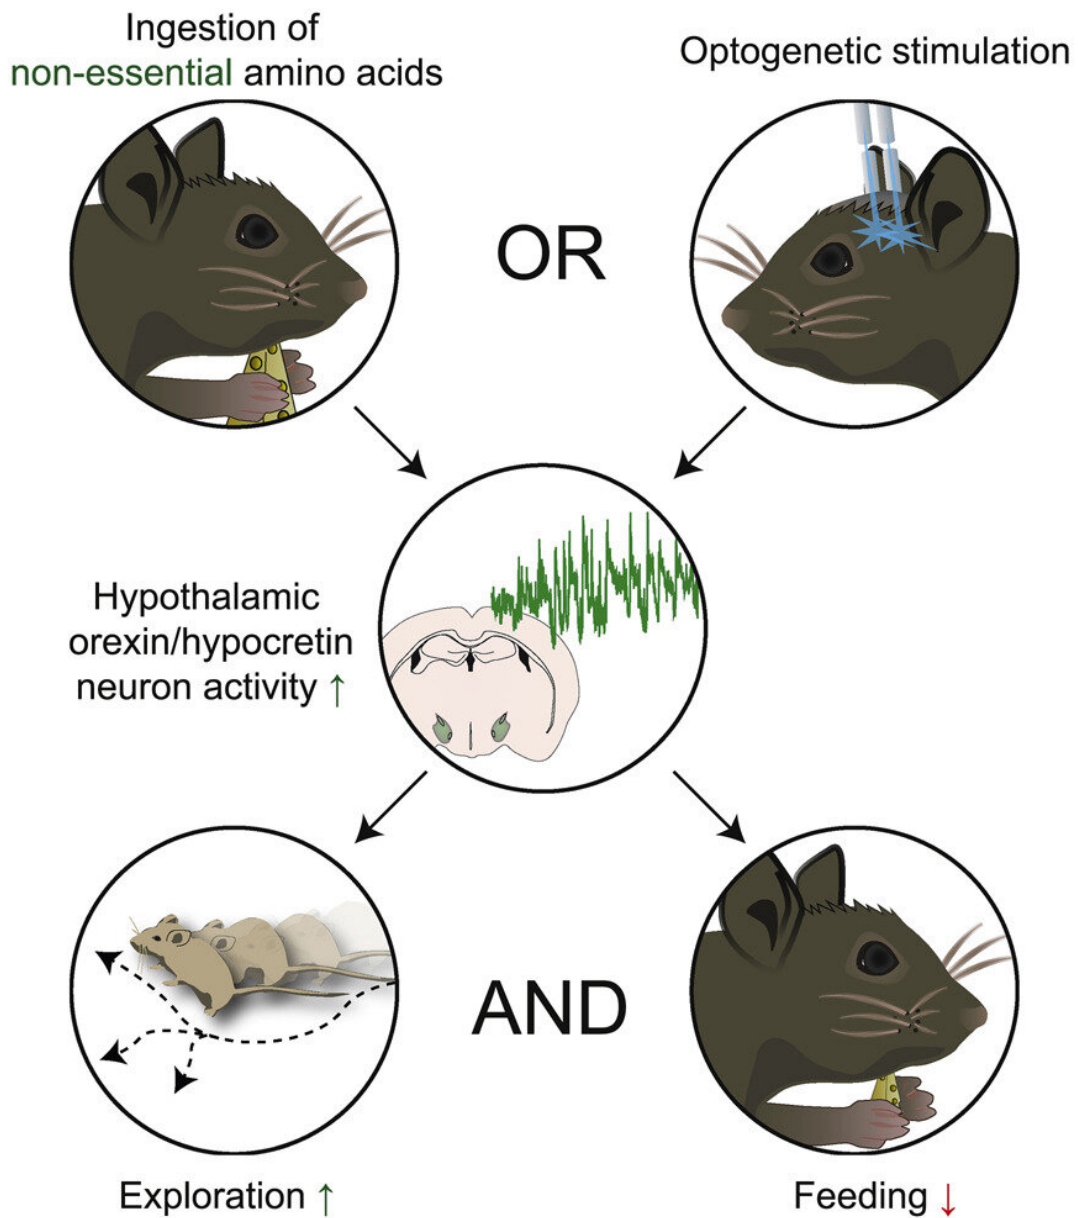 Ingestion of
non-essential amino acids
Optogenetic stimulation
OR
Hypothalamic
orexin/hypocretin
neuron activity ↑
AND
Exploration ↑
Feeding ↓